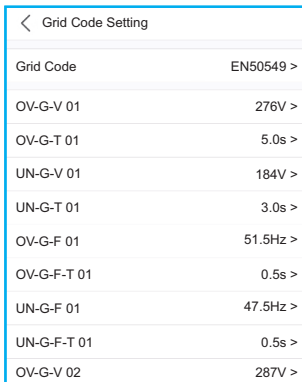 Grid Code Setting
Grid Code EN50549 >
OV-G-V 01 276V >
OV-G-T 01 5.0s >
UN-G-V 01 184V >
UN-G-T 01 3.0s >
OV-G-F 01 51.5Hz >
OV-G-F-T 01 0.5s >
UN-G-F 01 47.5Hz >
UN-G-F-T 01 0.5s >
OV-G-V 02 287V >